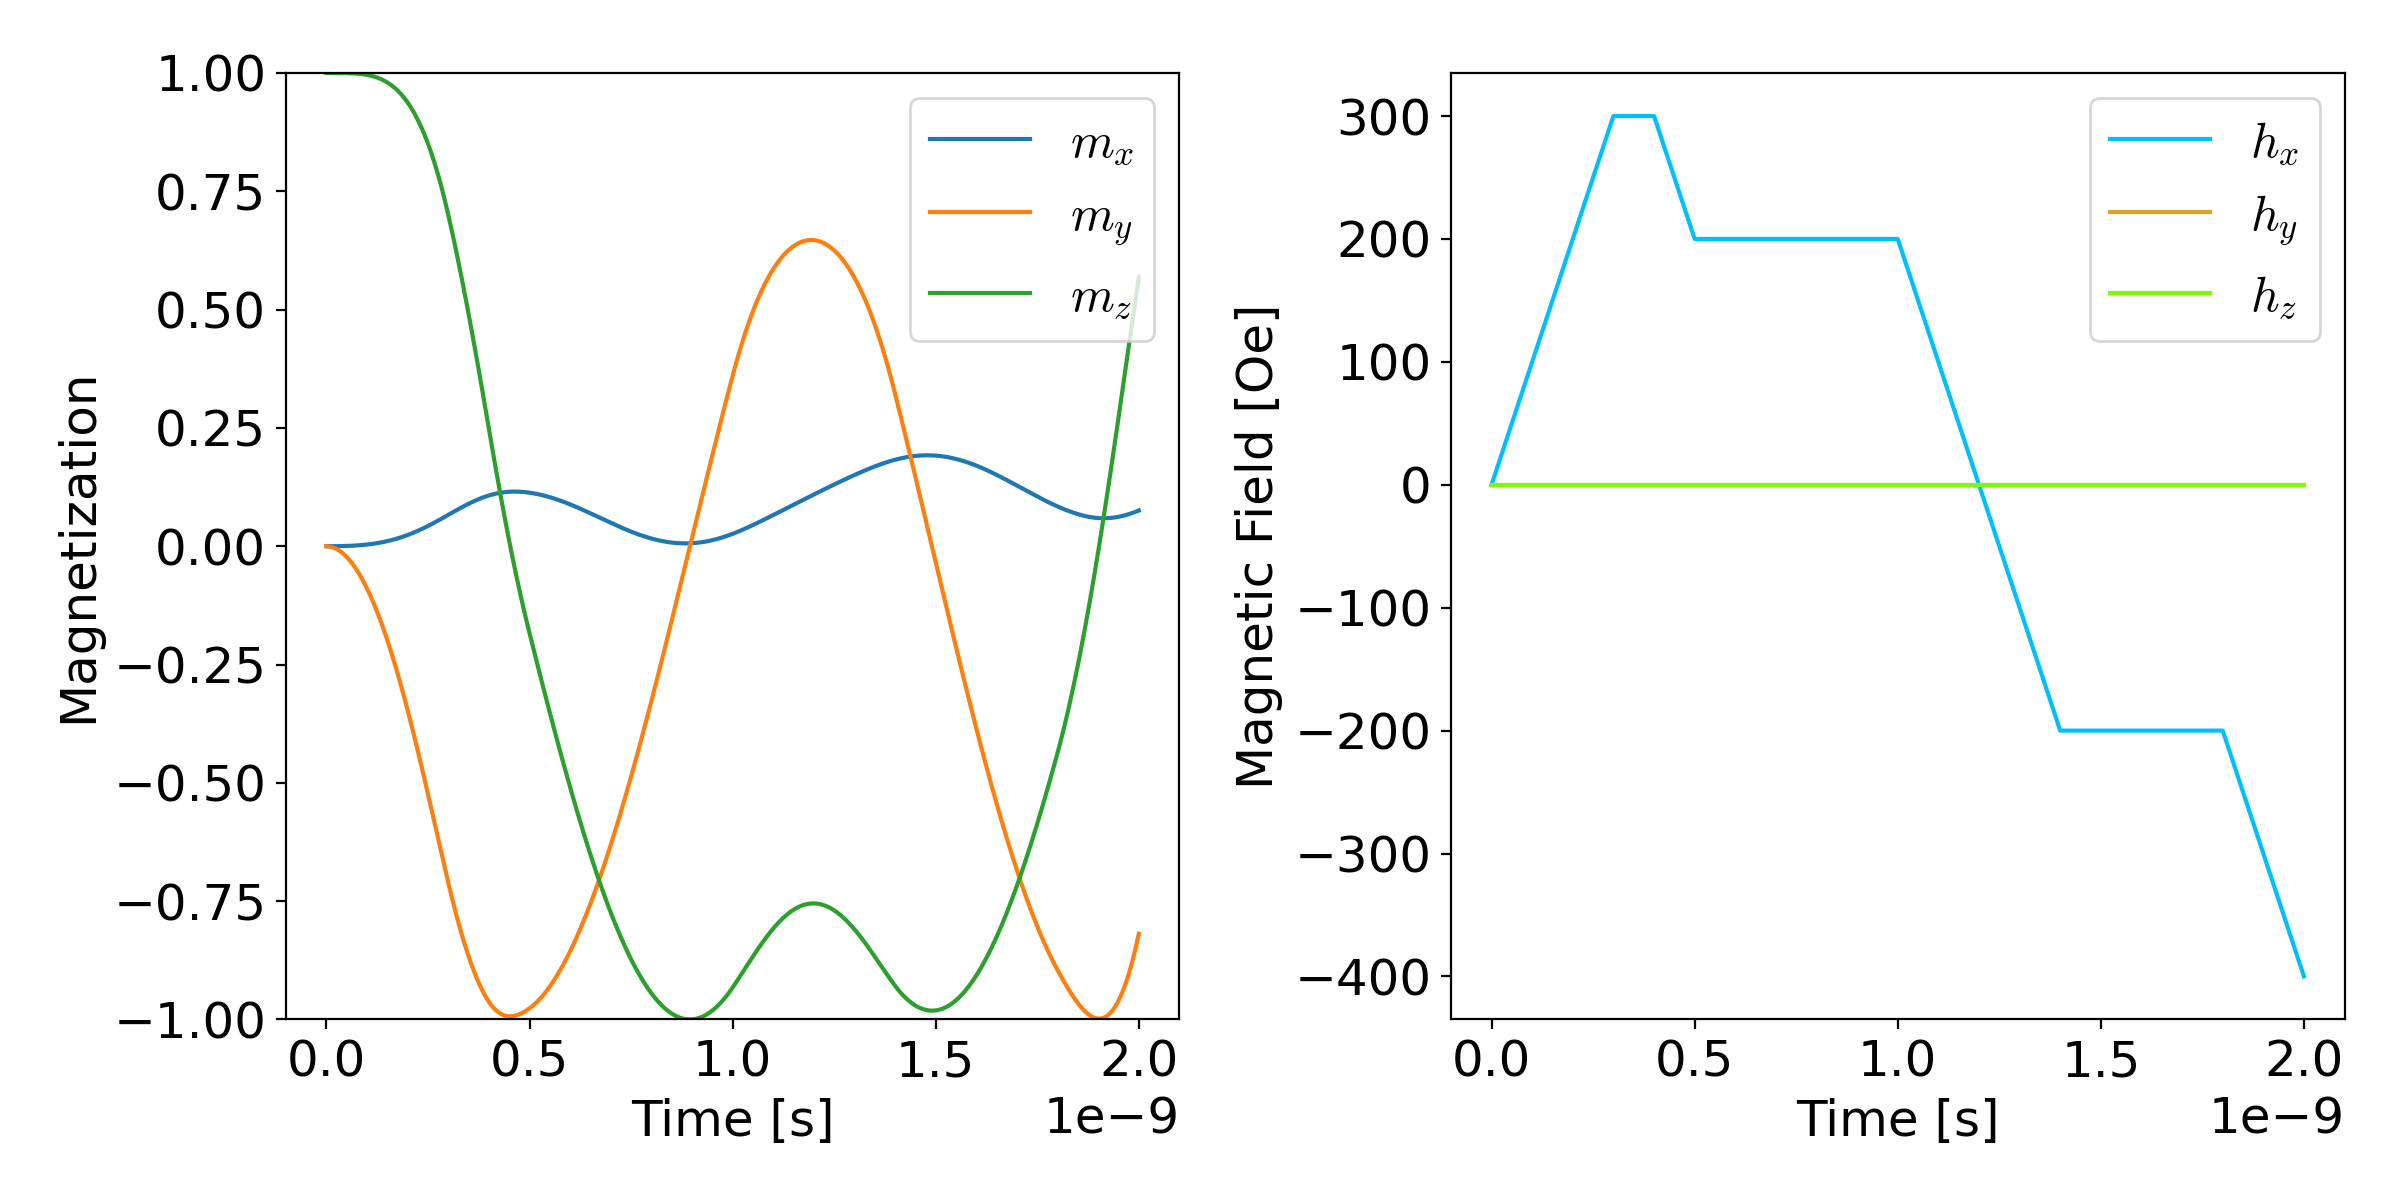 Magnetization
1.00
0.75
0.50
0.25
0.00
−0.25
−0.50
−0.75
−1.00
m_x
m_y
m_z
0.0 0.5 1.0 1.5 2.0
Time [s]
1e−9
Magnetic Field [Oe]
300
200
100
0
−100
−200
−300
−400
h_x
h_y
h_z
0.0 0.5 1.0 1.5 2.0
Time [s]
1e−9